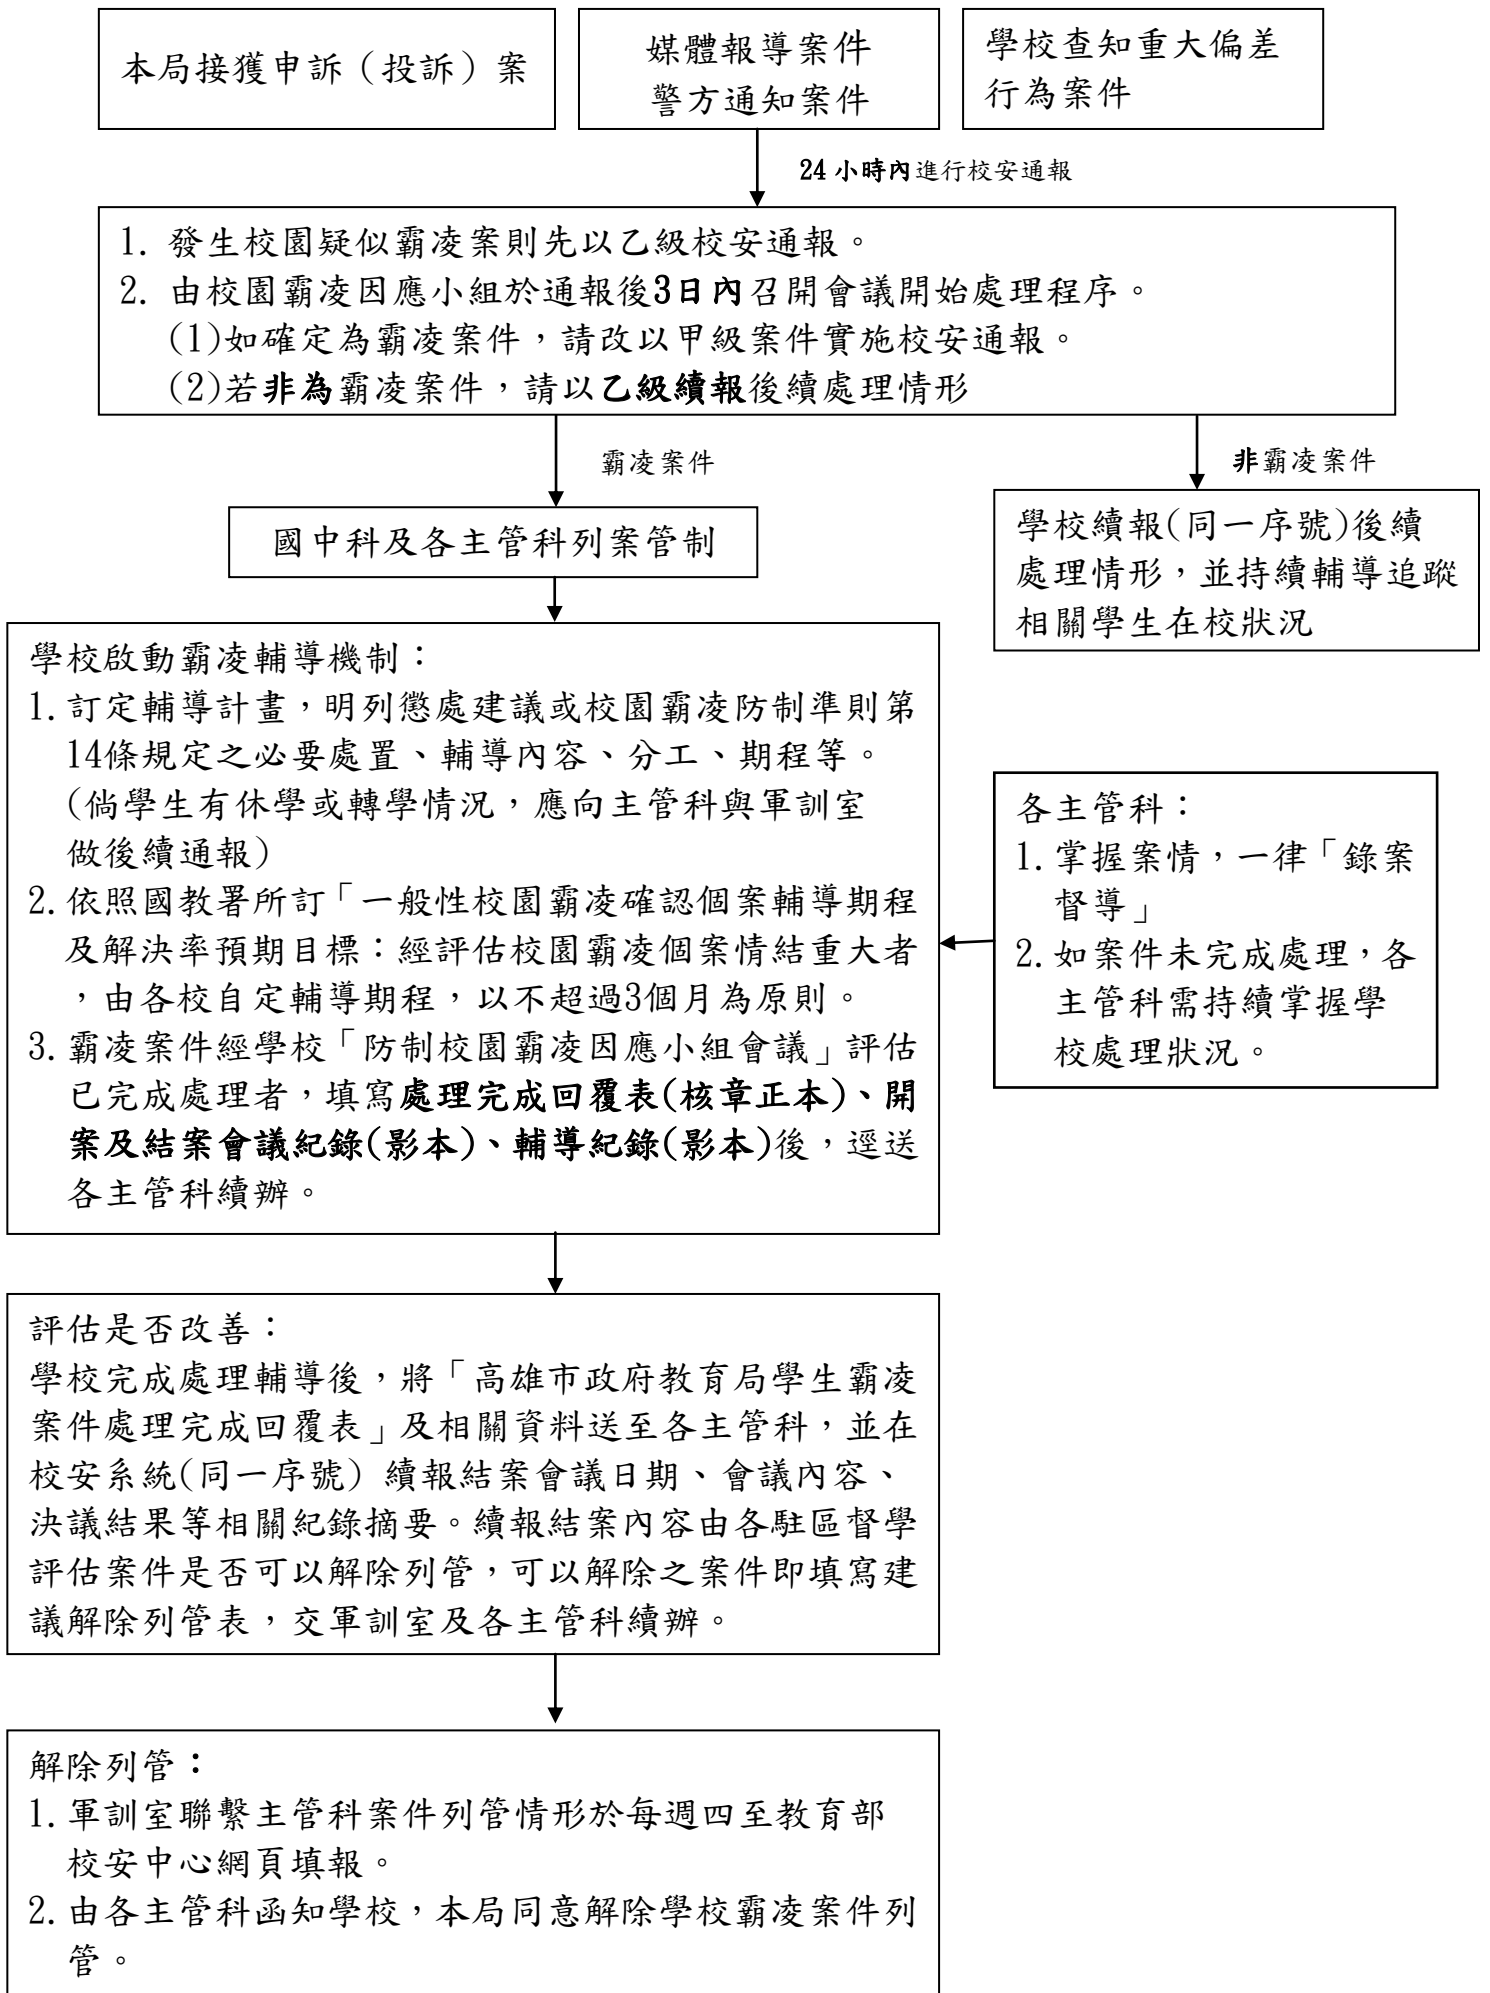 本局接獲申訴（投訴）案
媒體報導案件
警方通知案件
學校查知重大偏差
行為案件
24 小時內進行校安通報
1. 發生校園疑似霸凌案則先以乙級校安通報。
2. 由校園霸凌因應小組於通報後3日內召開會議開始處理程序。
(1)如確定為霸凌案件，請改以甲級案件實施校安通報。
(2)若非為霸凌案件，請以乙級續報後續處理情形
霸凌案件
非霸凌案件
國中科及各主管科列案管制
學校續報(同一序號)後續
處理情形，並持續輔導追蹤
相關學生在校狀況
學校啟動霸凌輔導機制：
1. 訂定輔導計畫，明列懲處建議或校園霸凌防制準則第
14條規定之必要處置、輔導內容、分工、期程等。
(倘學生有休學或轉學情況，應向主管科與軍訓室
做後續通報)
2. 依照國教署所訂「一般性校園霸凌確認個案輔導期程
及解決率預期目標：經評估校園霸凌個案情結重大者
，由各校自定輔導期程，以不超過3個月為原則。
3. 霸凌案件經學校「防制校園霸凌因應小組會議」評估
已完成處理者，填寫處理完成回覆表(核章正本)、開
案及結案會議紀錄(影本)、輔導紀錄(影本)後，逕送
各主管科續辦。
各主管科：
1. 掌握案情，一律「錄案
督導」
2. 如案件未完成處理，各
主管科需持續掌握學
校處理狀況。
評估是否改善：
學校完成處理輔導後，將「高雄市政府教育局學生霸凌
案件處理完成回覆表」及相關資料送至各主管科，並在
校安系統(同一序號) 續報結案會議日期、會議內容、
決議結果等相關紀錄摘要。續報結案內容由各駐區督學
評估案件是否可以解除列管，可以解除之案件即填寫建
議解除列管表，交軍訓室及各主管科續辦。
解除列管：
1. 軍訓室聯繫主管科案件列管情形於每週四至教育部
校安中心網頁填報。
2. 由各主管科函知學校，本局同意解除學校霸凌案件列
管。